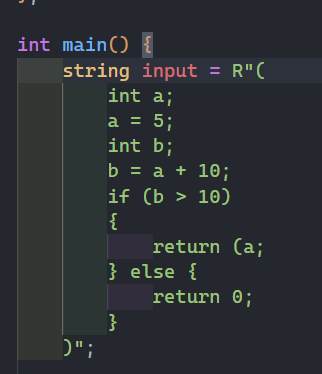 };
int main() {
    string input = R"(
        int a;
        a = 5;
        int b;
        b = a + 10;
        if (b > 10)
        {
            return (a;
        } else {
            return 0;
        }
    )";